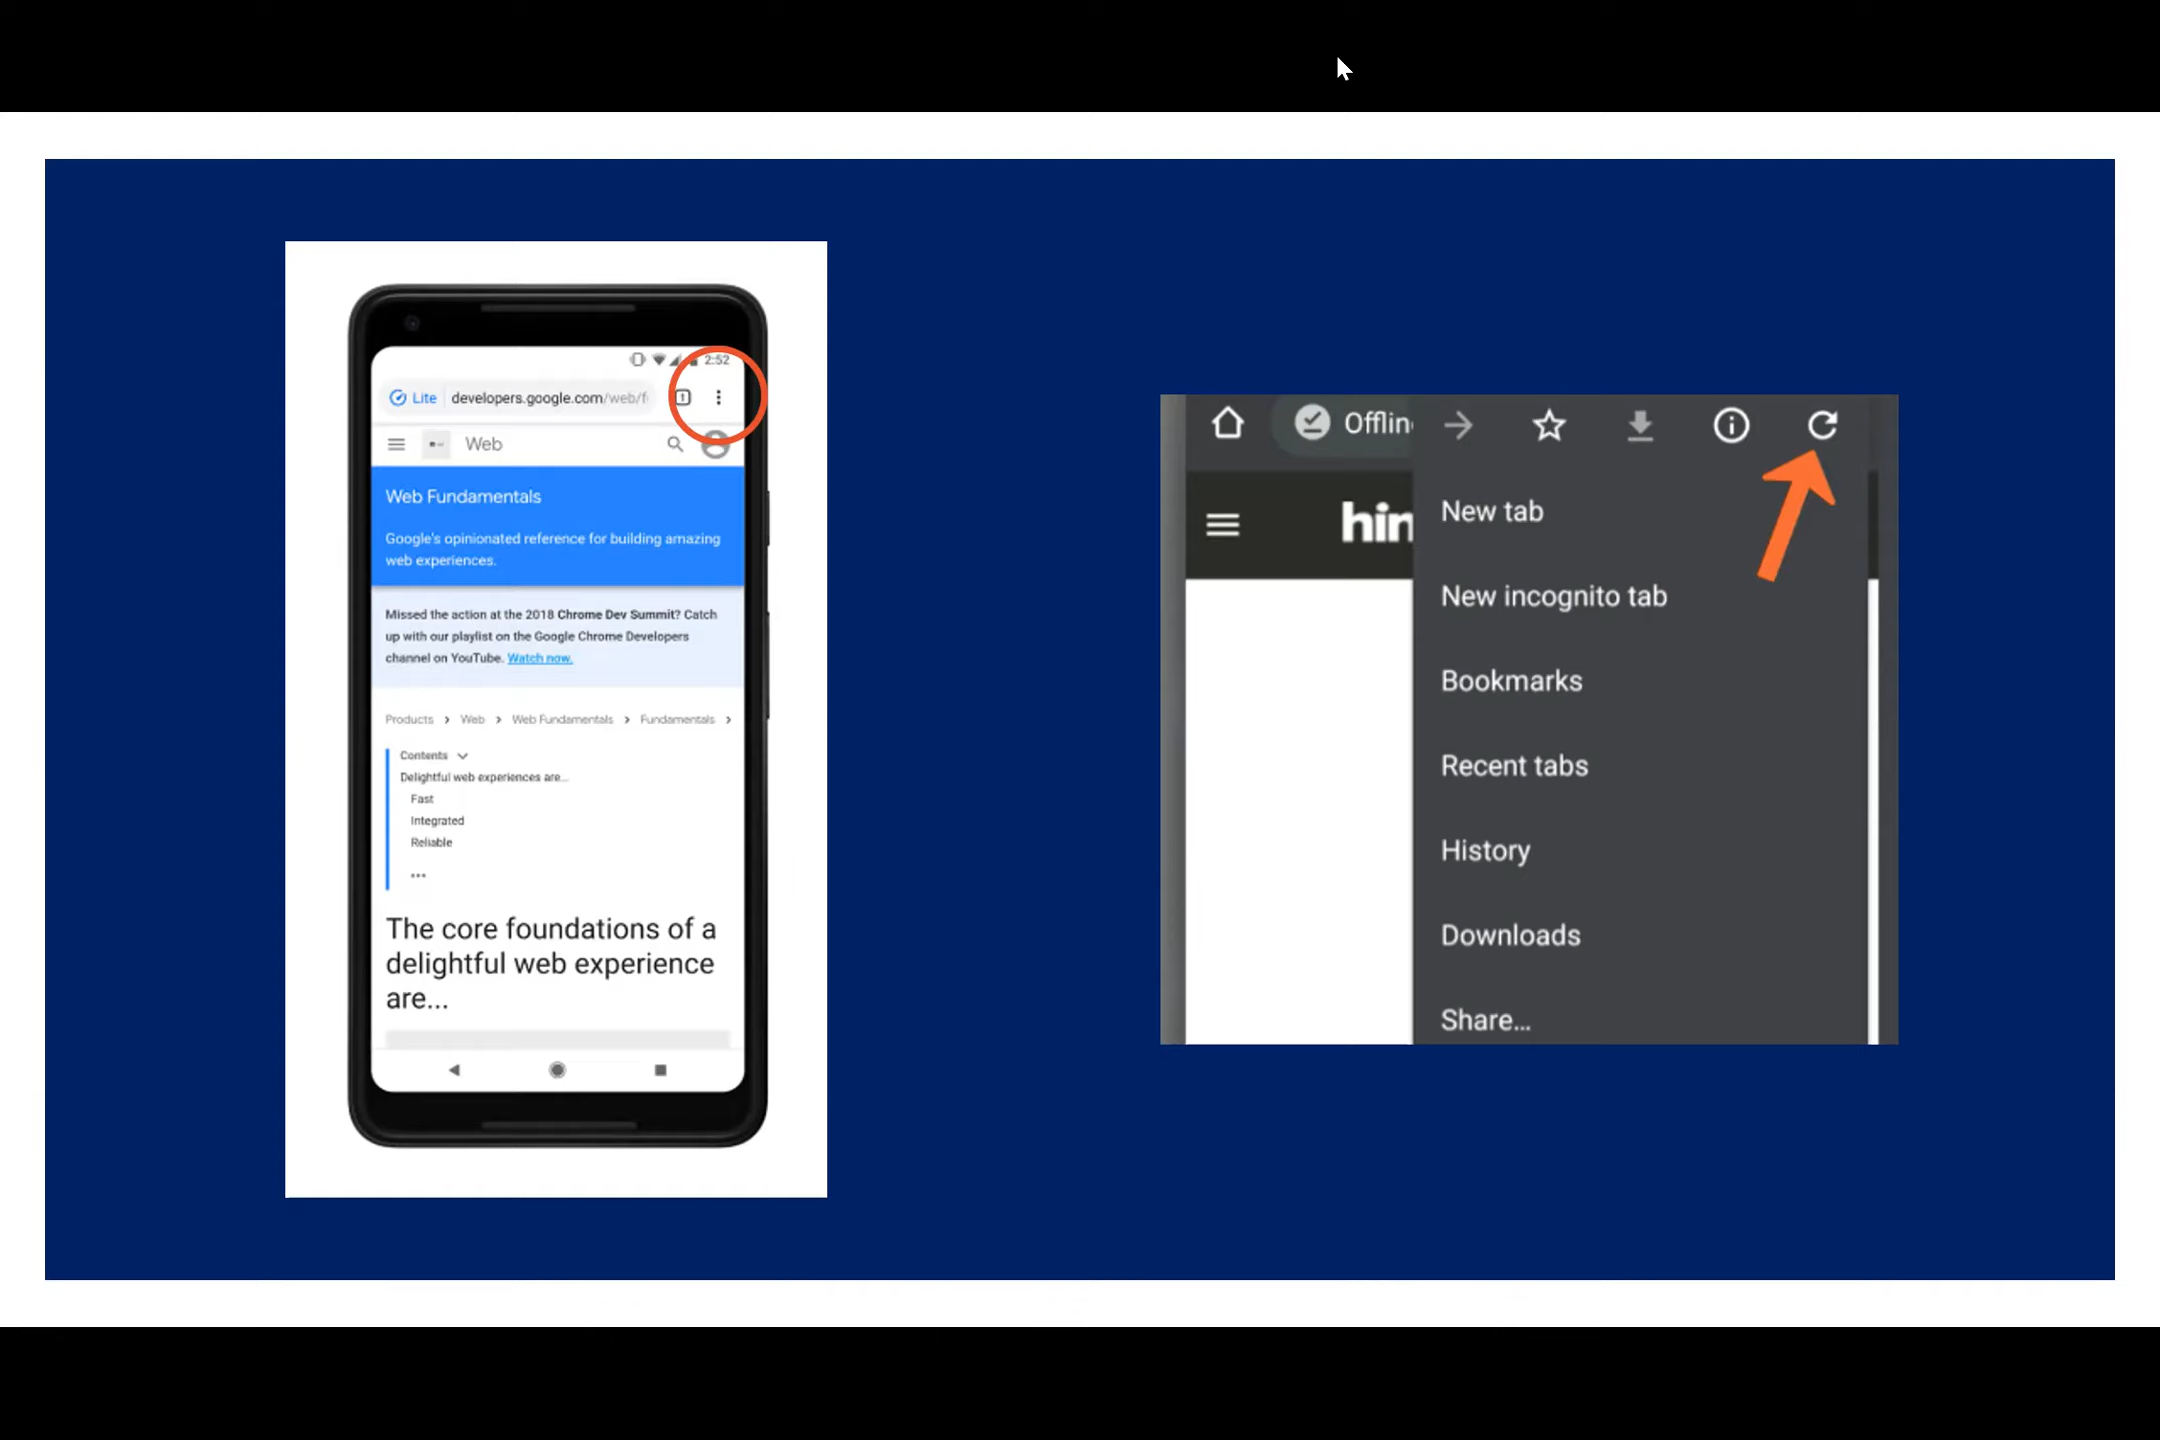 2:52
Lite developers.google.com/web/f
1
Web
Web Fundamentals
Google's opinionated reference for building amazing
web experiences.
Missed the action at the 2018 Chrome Dev Summit? Catch
up with our playlist on the Google Chrome Developers
channel on YouTube. Watch now.
Products > Web > Web Fundamentals > Fundamentals >
Contents
Delightful web experiences are...
Fast
Integrated
Reliable
...
The core foundations of a
delightful web experience
are...
Offlin
hin
New tab
New incognito tab
Bookmarks
Recent tabs
History
Downloads
Share...